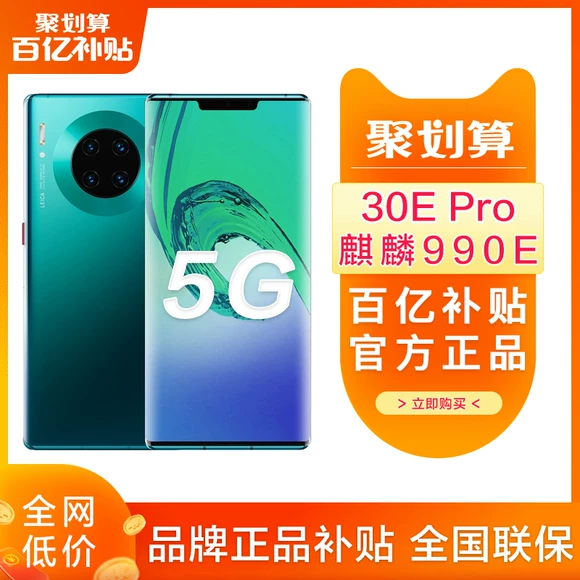 聚划算
百亿补贴
LEICA
5G
聚划算
30E Pro
麒麟990E
百亿补贴
官方正品
> 立即购买 >
全网
低价
品牌正品补贴 全国联保